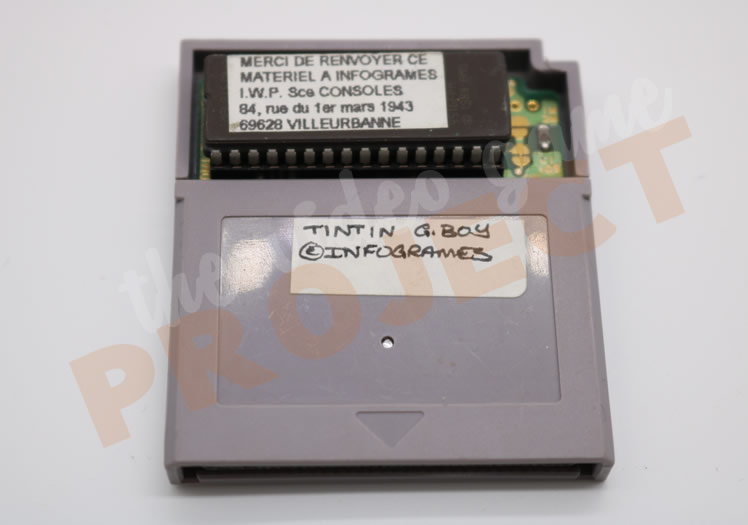 MERCI DE RENVOYER CE
MATERIEL A INFOGRAMES
I.W.P. Sce CONSOLES
84, rue du 1er mars 1943
69628 VILLEURBANNE
TINTIN G.BOY
©INFOGRAMES
the video game
PROJECT